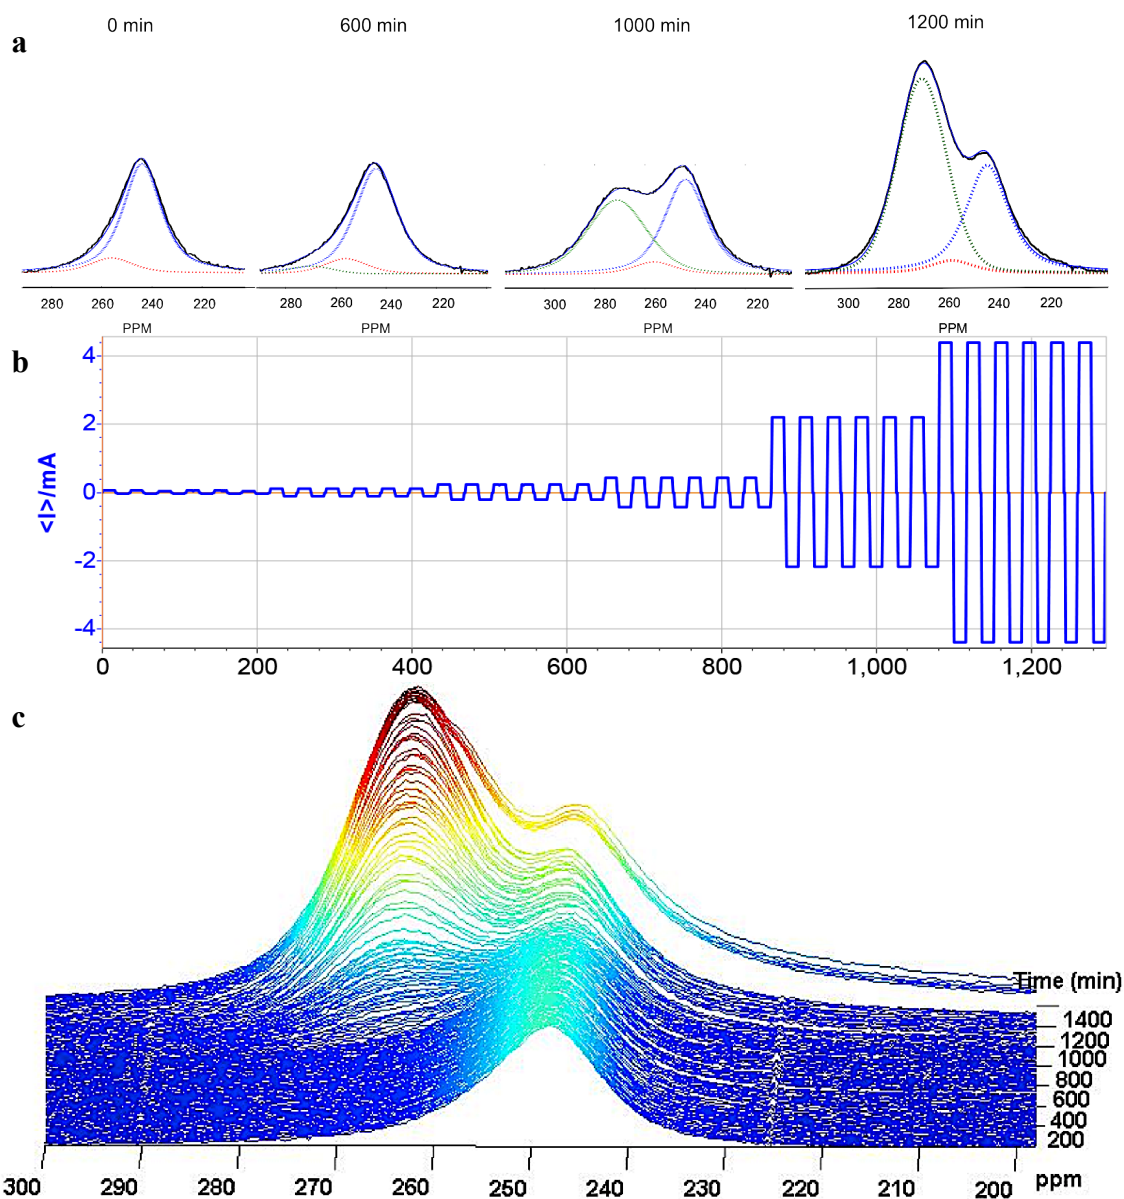 a
0 min
600 min
1000 min
1200 min
280 260 240 220
280 260 240 220
300 280 260 240 220
300 280 260 240 220
PPM
PPM
PPM
PPM
b
<I>/mA
4
2
0
-2
-4
0 200 400 600 800 1,000 1,200
c
Time (min)
1400
1200
1000
800
600
400
200
300 290 280 270 260 250 240 230 220 210 200 ppm